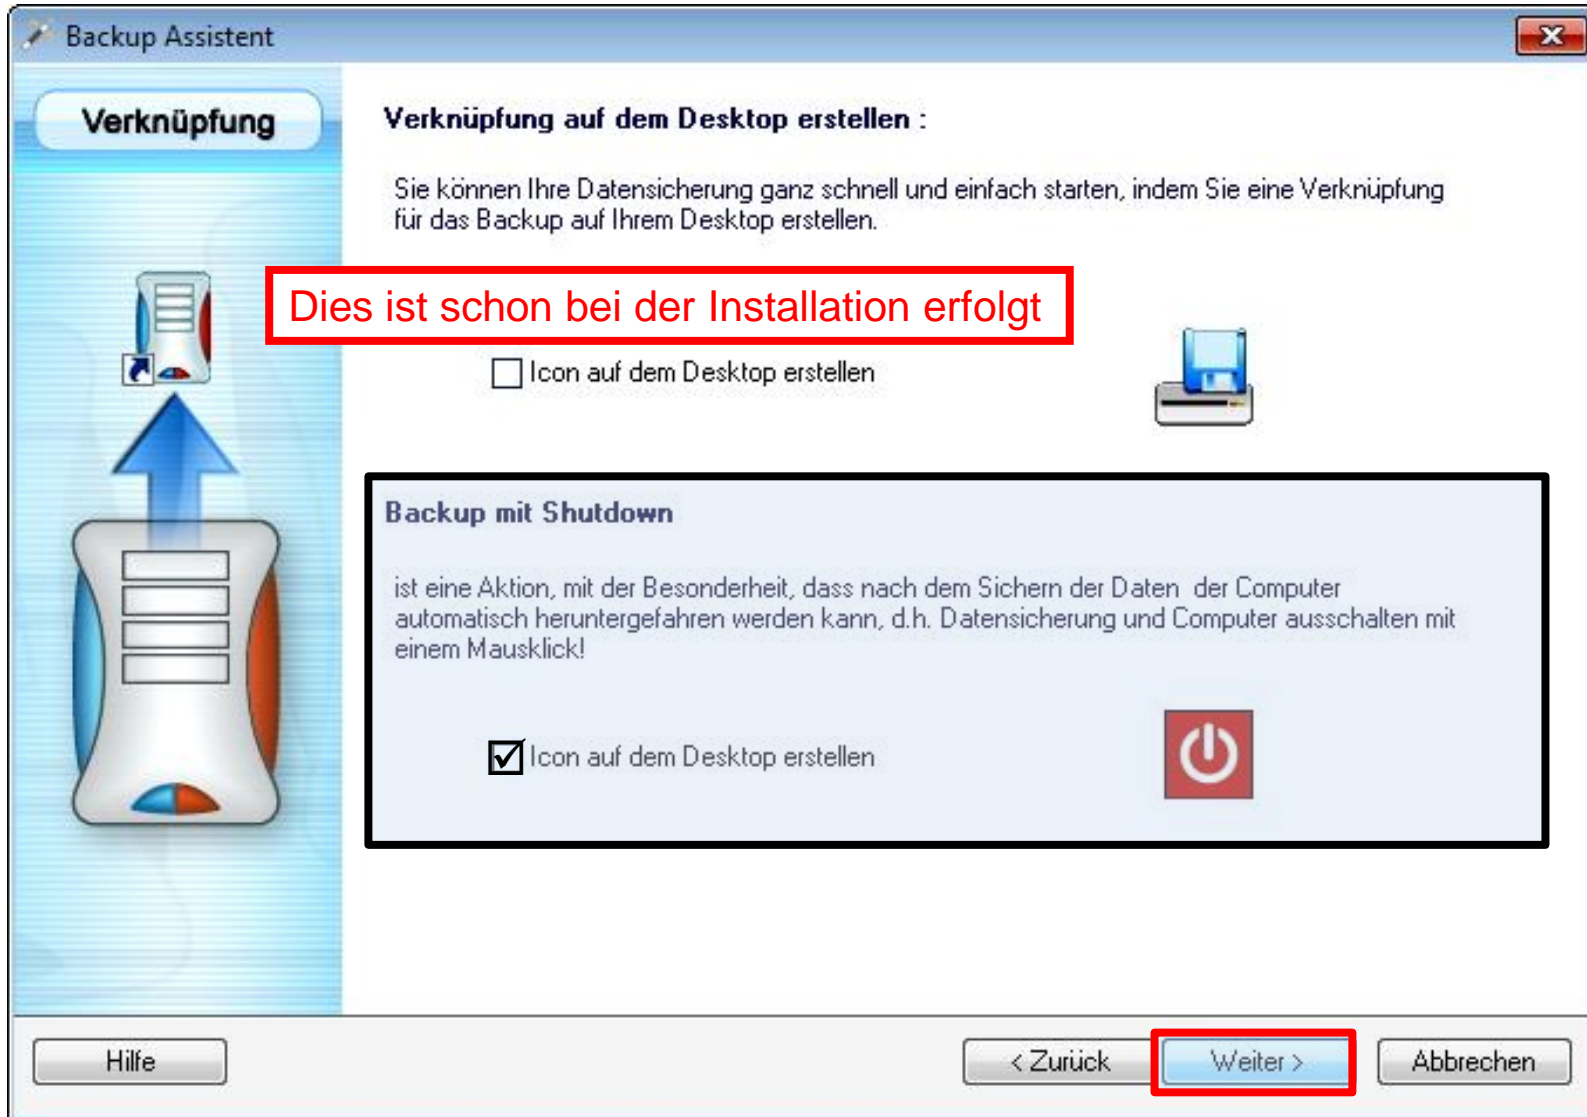 Backup Assistent
Verknüpfung
Verknüpfung auf dem Desktop erstellen :
Sie können Ihre Datensicherung ganz schnell und einfach starten, indem Sie eine Verknüpfung
für das Backup auf Ihrem Desktop erstellen.
Dies ist schon bei der Installation erfolgt
Icon auf dem Desktop erstellen
Backup mit Shutdown
ist eine Aktion, mit der Besonderheit, dass nach dem Sichern der Daten der Computer
automatisch heruntergefahren werden kann, d.h. Datensicherung und Computer ausschalten mit
einem Mausklick!
Icon auf dem Desktop erstellen
Hilfe
< Zurück
Weiter >
Abbrechen